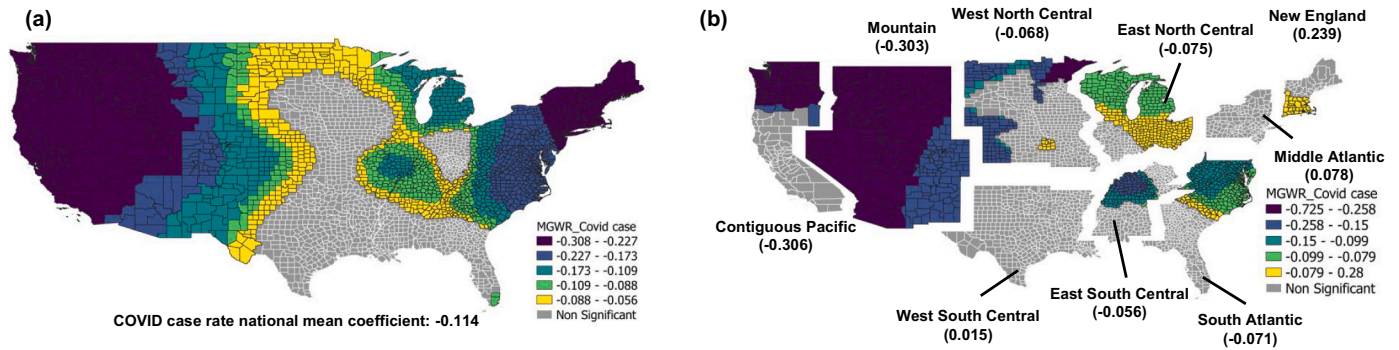 (a)
MGWR_Covid case
-0.308 - -0.227
-0.227 - -0.173
-0.173 - -0.109
-0.109 - -0.088
-0.088 - -0.056
Non Significant
COVID case rate national mean coefficient: -0.114
(b)
Mountain
(-0.303)
West North Central
(-0.068)
East North Central
(-0.075)
New England
(0.239)
Middle Atlantic
(0.078)
Contiguous Pacific
(-0.306)
West South Central
(0.015)
East South Central
(-0.056)
South Atlantic
(-0.071)
MGWR_Covid case
-0.725 - -0.258
-0.258 - -0.15
-0.15 - -0.099
-0.099 - -0.079
-0.079 - 0.28
Non Significant